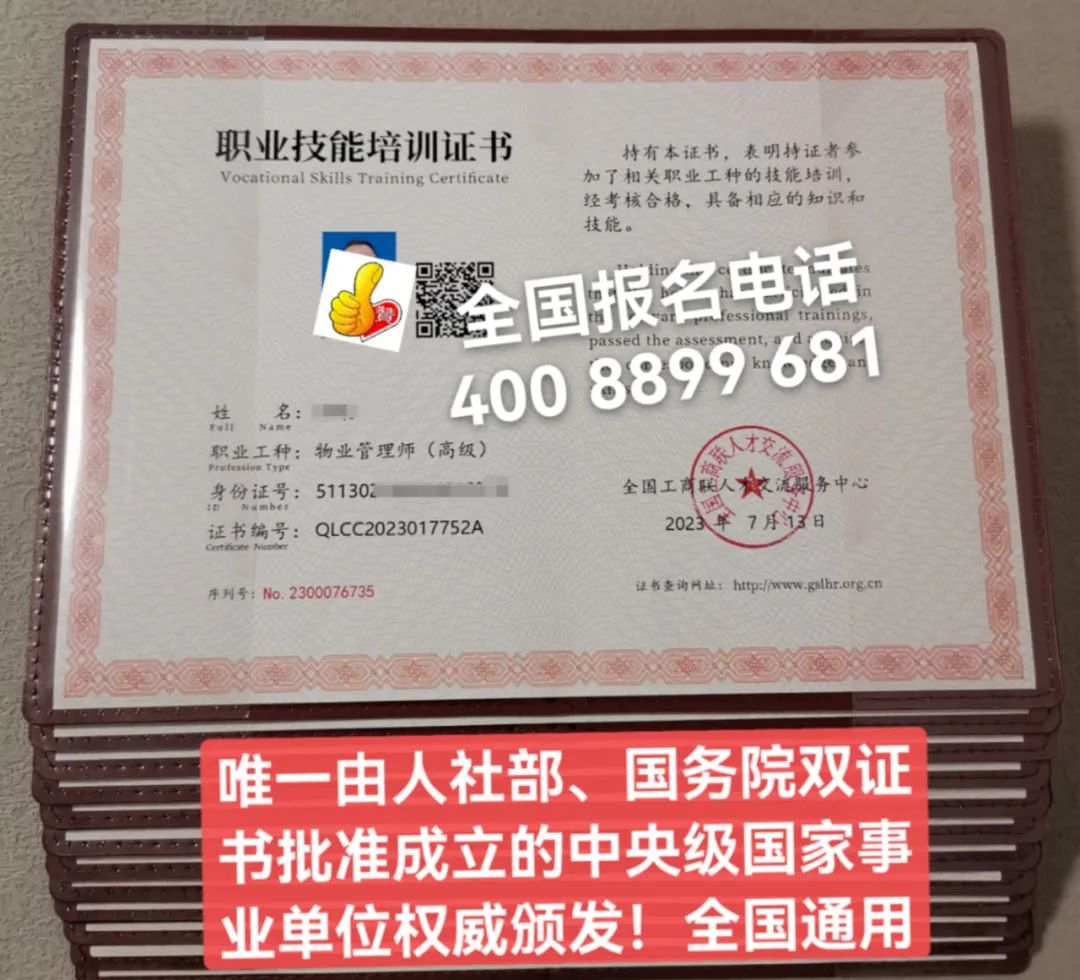 职业技能培训证书
Vocational Skills Training Certificate
持有本证书，表明持证者参
加了相关职业工种的技能培训，
经考核合格，具备相应的知识和
技能。
全国报名电话
400 8899 681
professional trainings,
passed the assessment, and
姓 名：
Full Name
职业工种：物业管理师（高级）
Profession Type
身份证号：511302
ID Number
证书编号：QLCC2023017752A
Certificate Number
序列号：No. 2300076735
全国工商联人才交流服务中心
2023 年 7 月 13 日
证书查询网址：http://www.gslhr.org.cn
唯一由人社部、国务院双证
书批准成立的中央级国家事
业单位权威颁发！全国通用